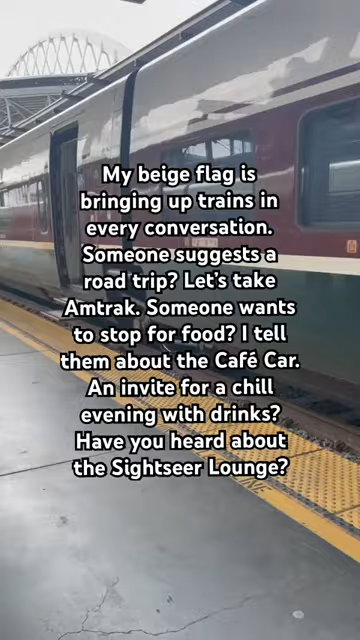 My beige flag is
bringing up trains in
every conversation.
Someone suggests a
road trip? Let's take
Amtrak. Someone wants
to stop for food? I tell
them about the Café Car.
An invite for a chill
evening with drinks?
Have you heard about
the Sightseer Lounge?